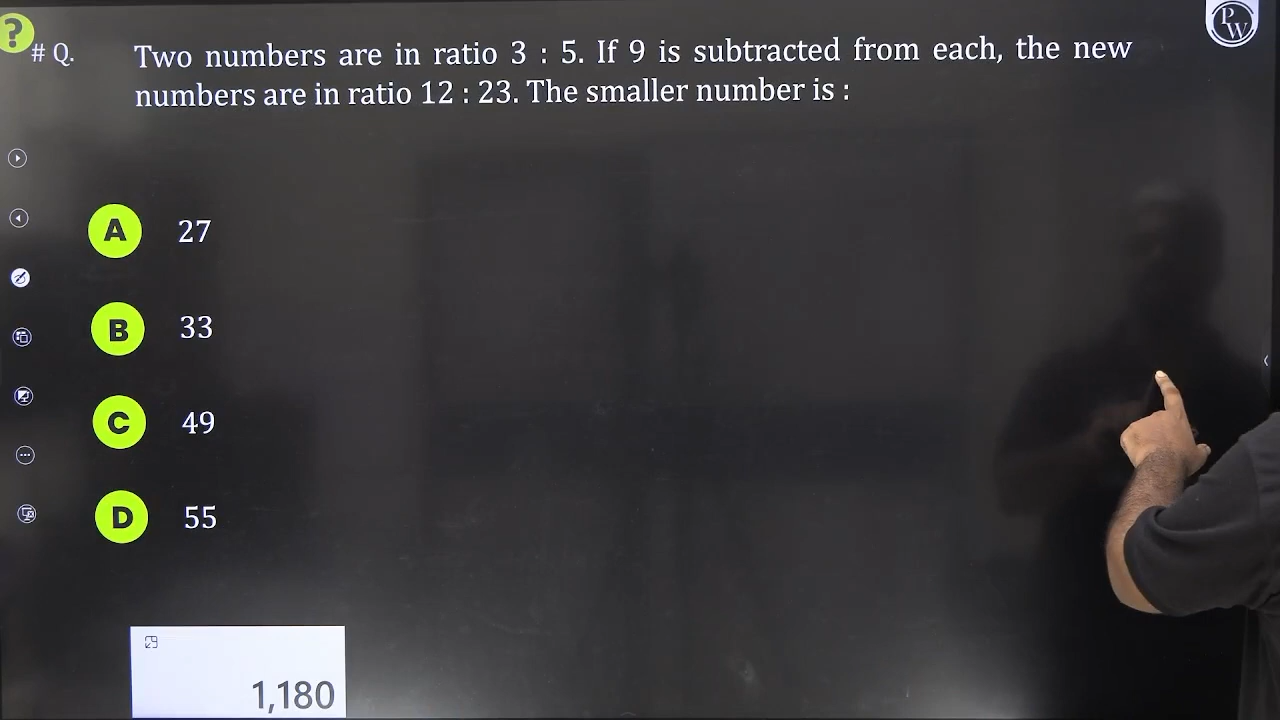 ?
# Q. Two numbers are in ratio 3 : 5. If 9 is subtracted from each, the new
numbers are in ratio 12 : 23. The smaller number is :
PW
A 27
B 33
C 49
D 55
1,180